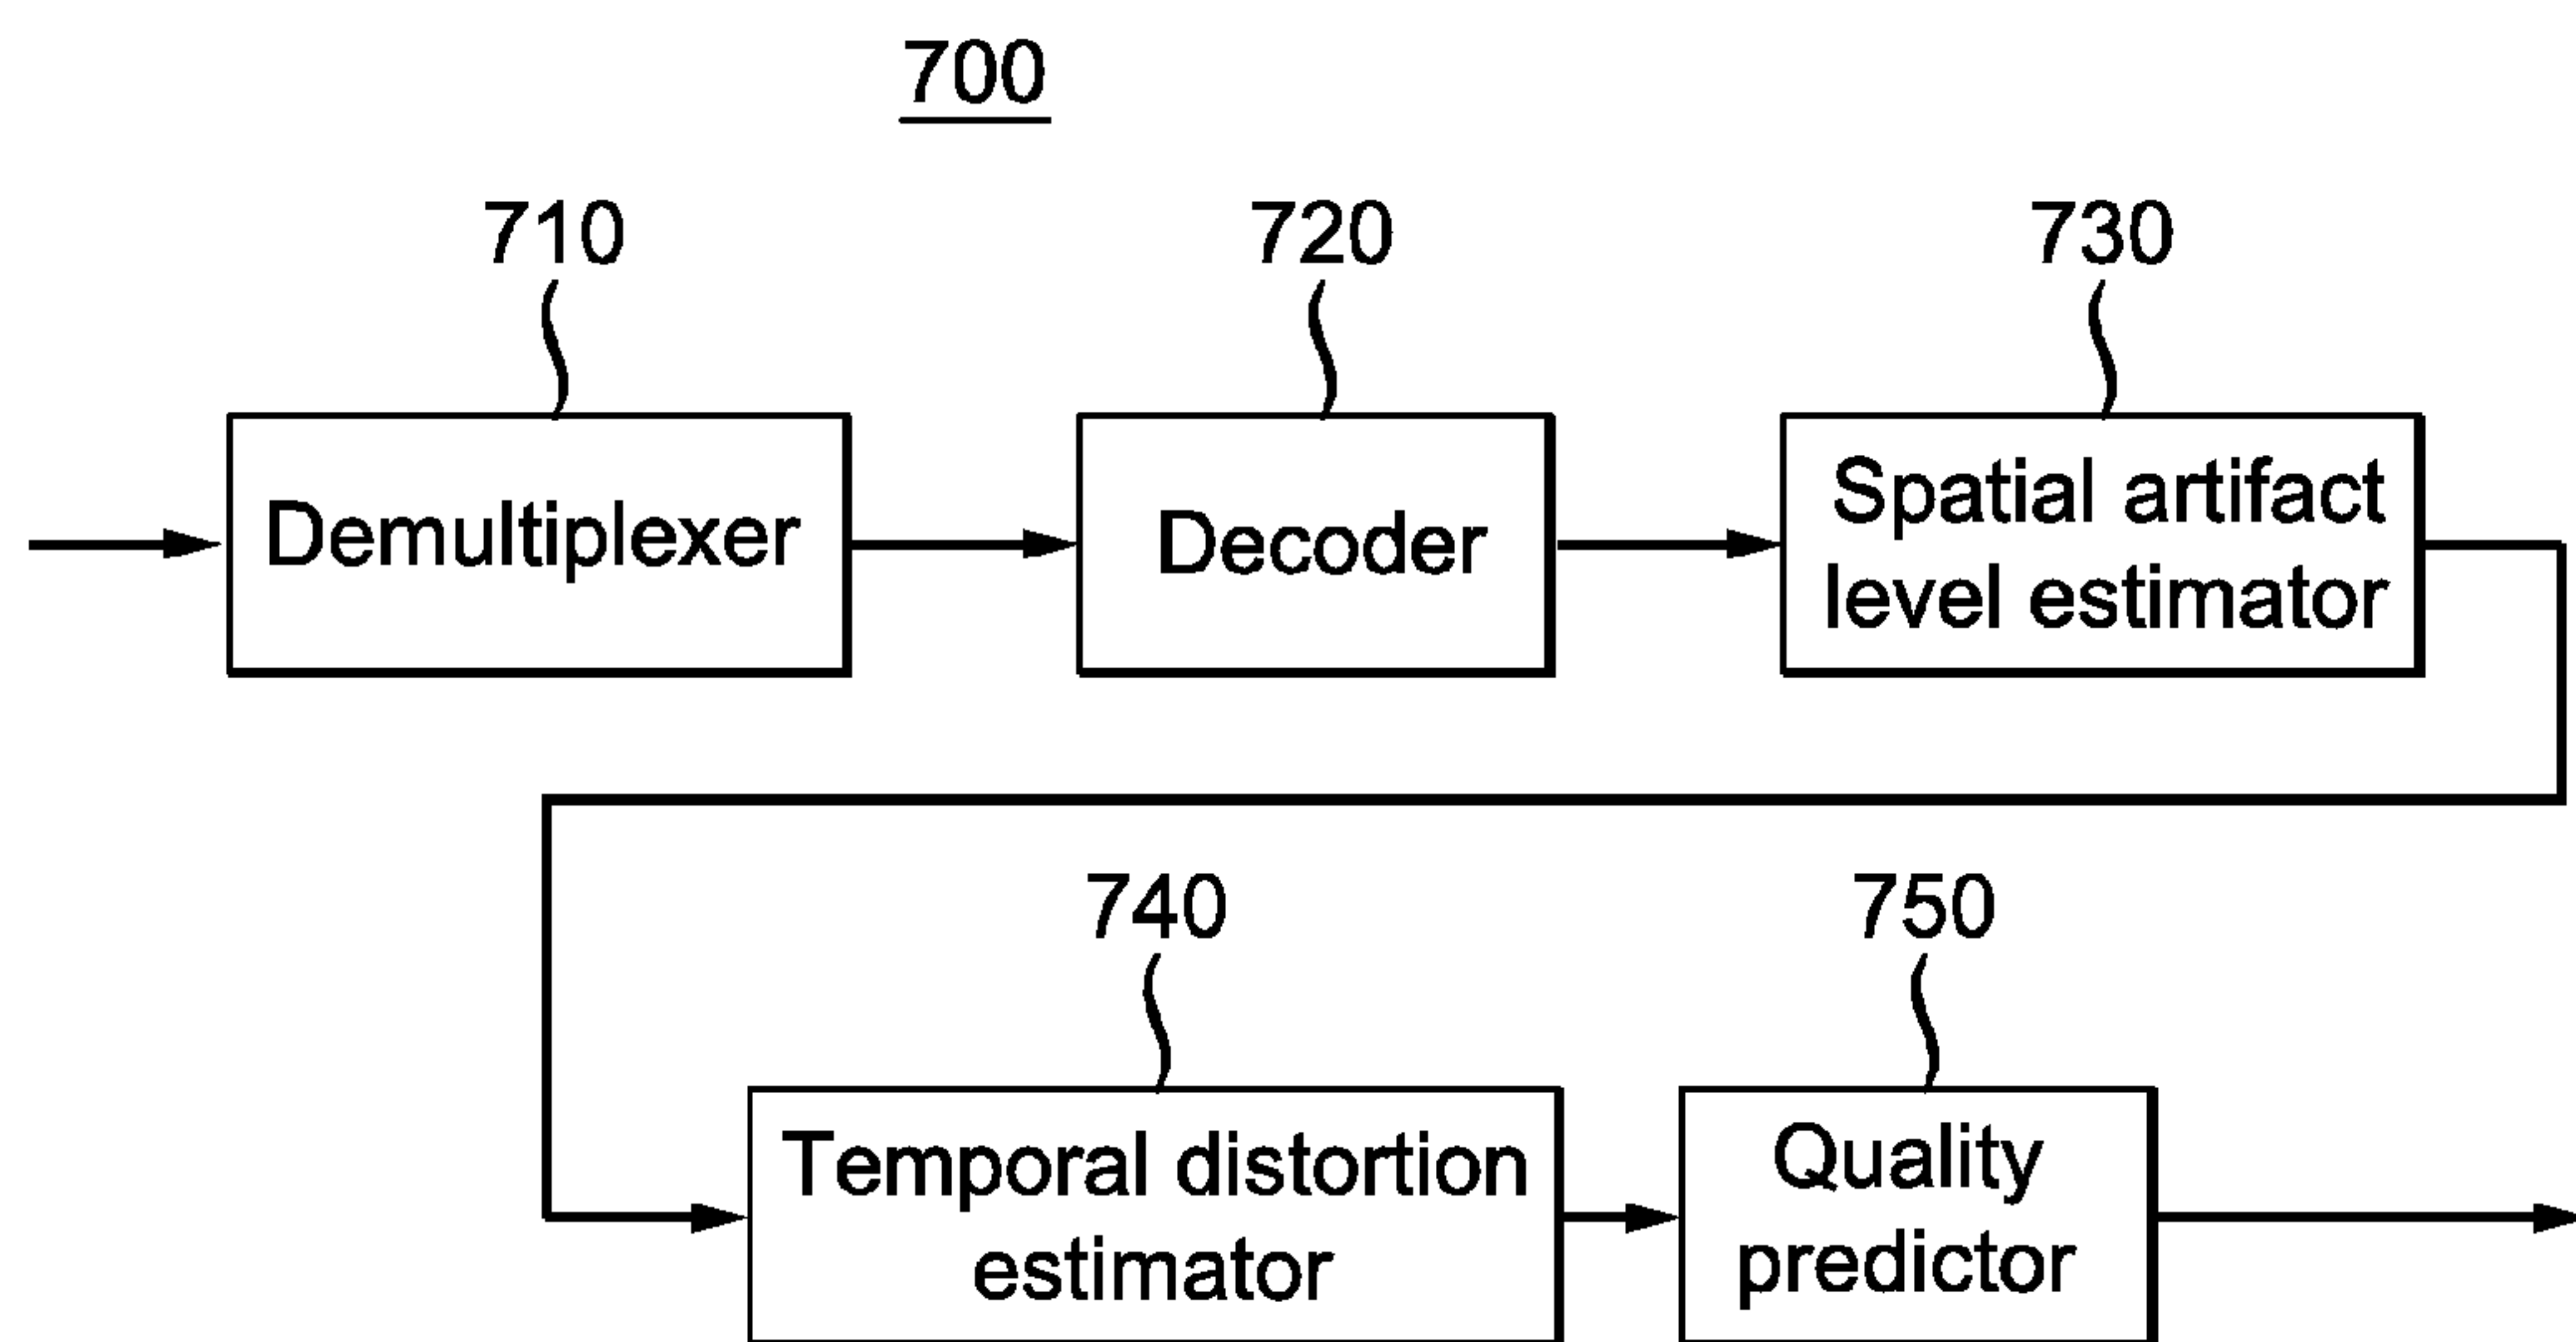 700
710
720
730
Demultiplexer
Decoder
Spatial artifact
level estimator
740
750
Temporal distortion
estimator
Quality
predictor